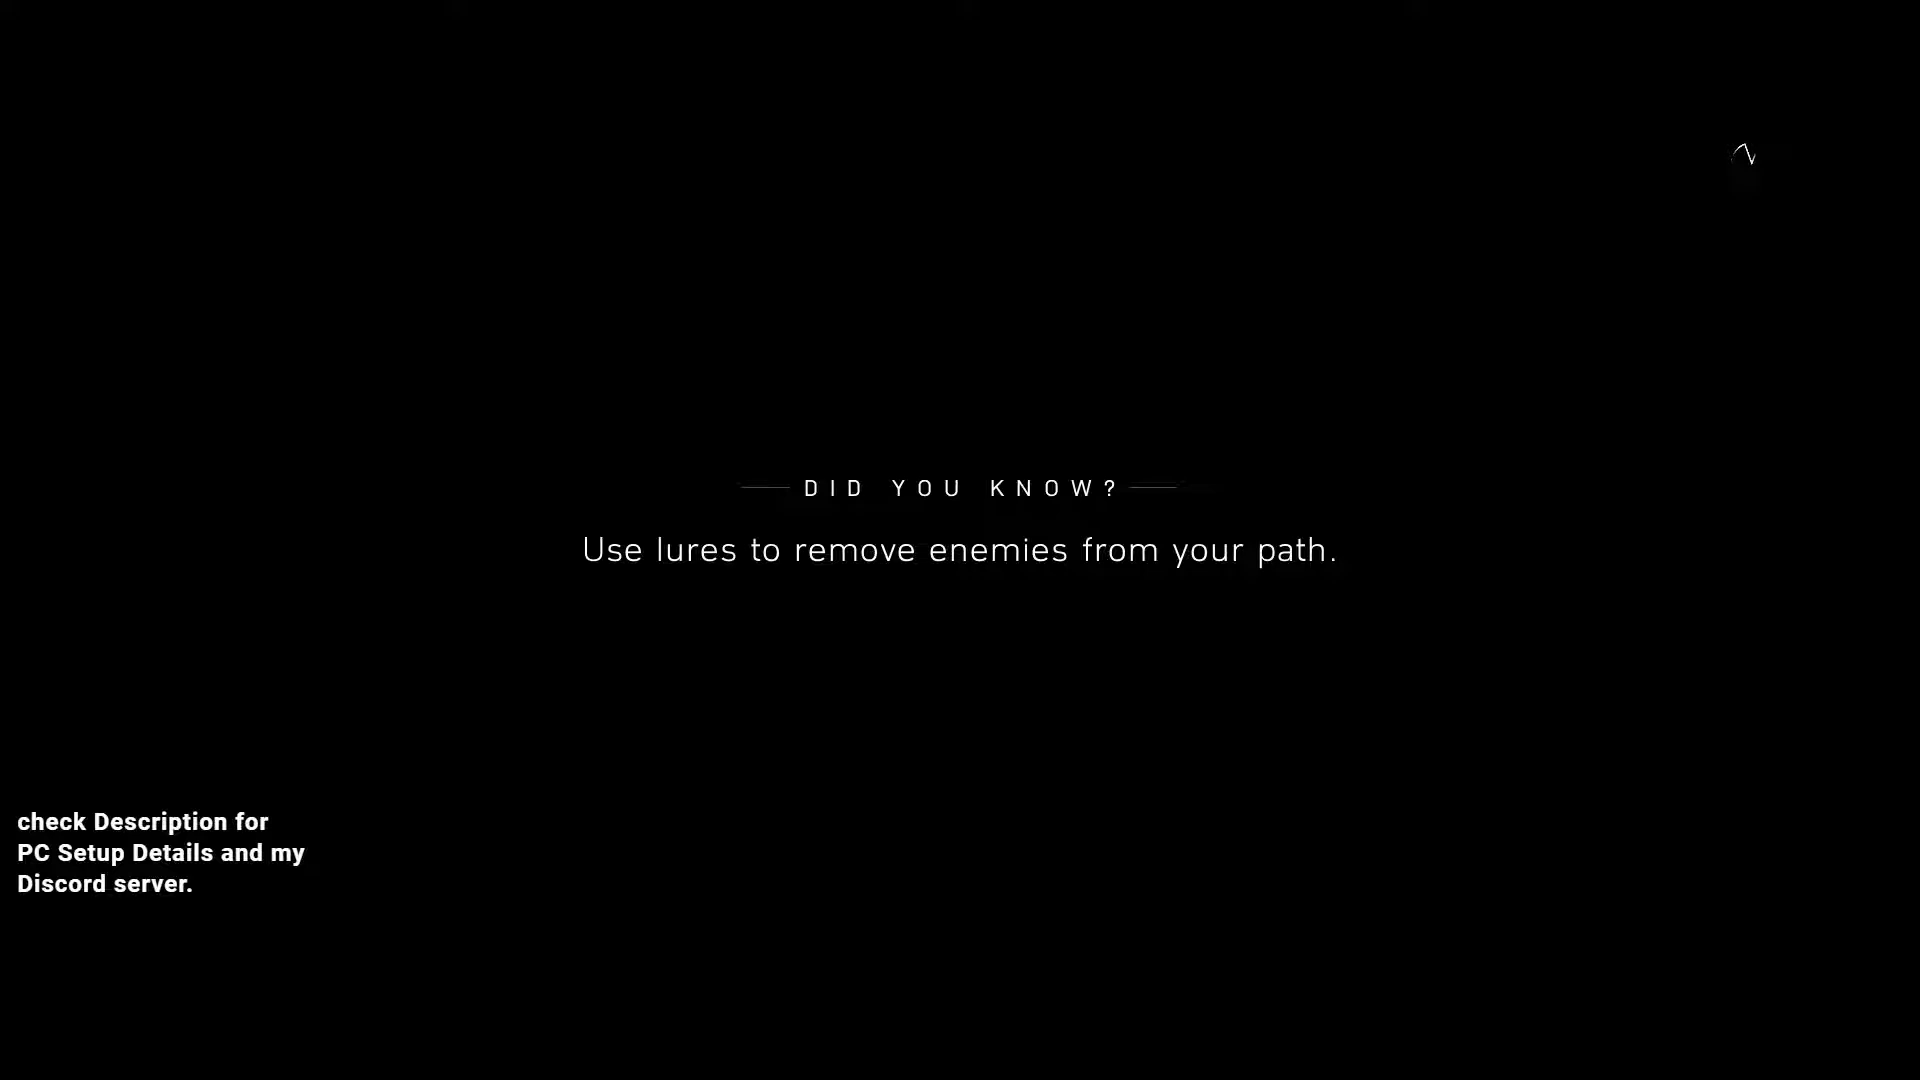 DID YOU KNOW?
Use lures to remove enemies from your path.
check Description for
PC Setup Details and my
Discord server.